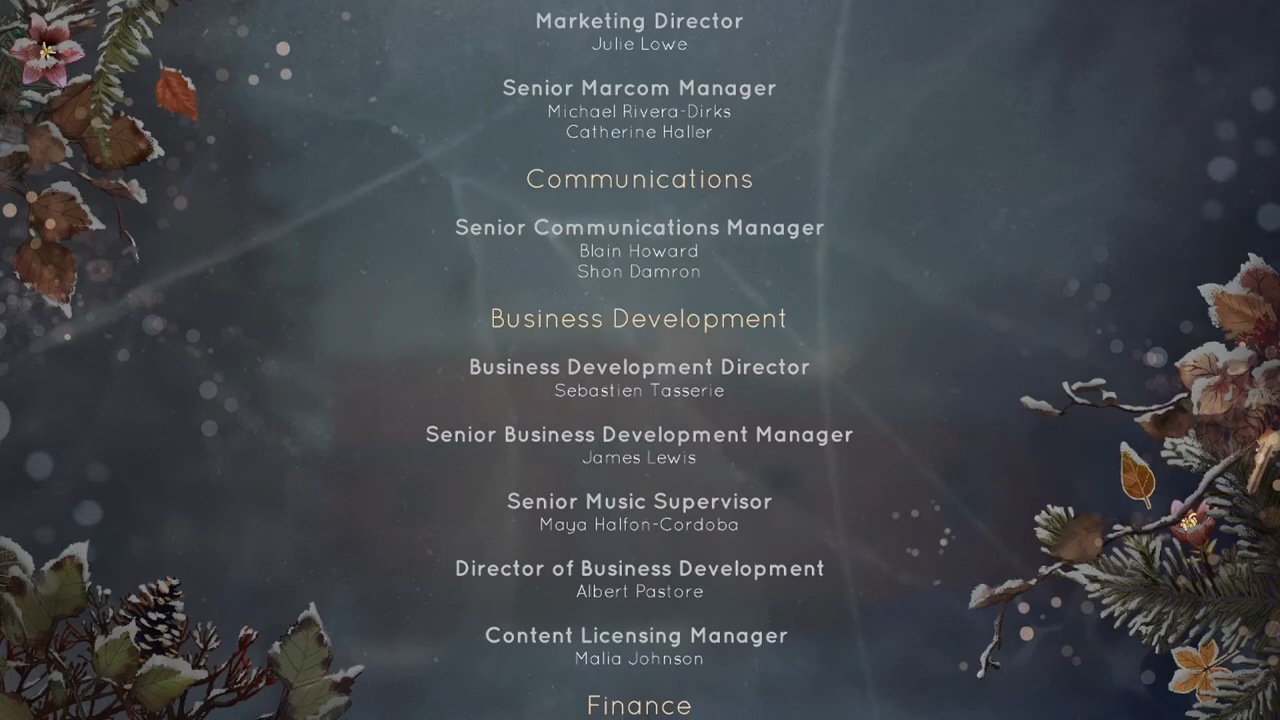 Marketing Director
Julie Lowe
Senior Marcom Manager
Michael Rivera-Dirks
Catherine Haller
Communications
Senior Communications Manager
Blain Howard
Shon Damron
Business Development
Business Development Director
Sebastien Tasserie
Senior Business Development Manager
James Lewis
Senior Music Supervisor
Maya Halfon-Cordoba
Director of Business Development
Albert Pastore
Content Licensing Manager
Malia Johnson
Finance